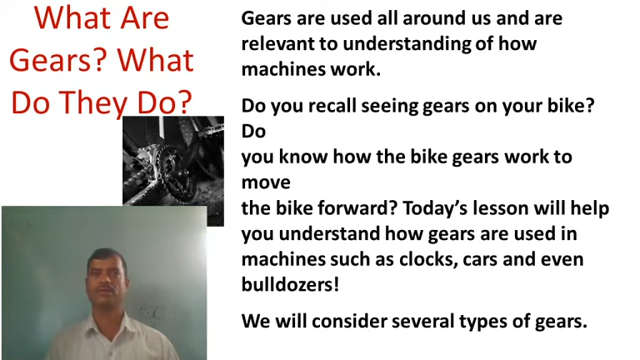 What Are
Gears? What
Do They Do?
Gears are used all around us and are
relevant to understanding of how
machines work.
Do you recall seeing gears on your bike?
Do
you know how the bike gears work to
move
the bike forward? Today's lesson will help
you understand how gears are used in
machines such as clocks, cars and even
bulldozers!
We will consider several types of gears.